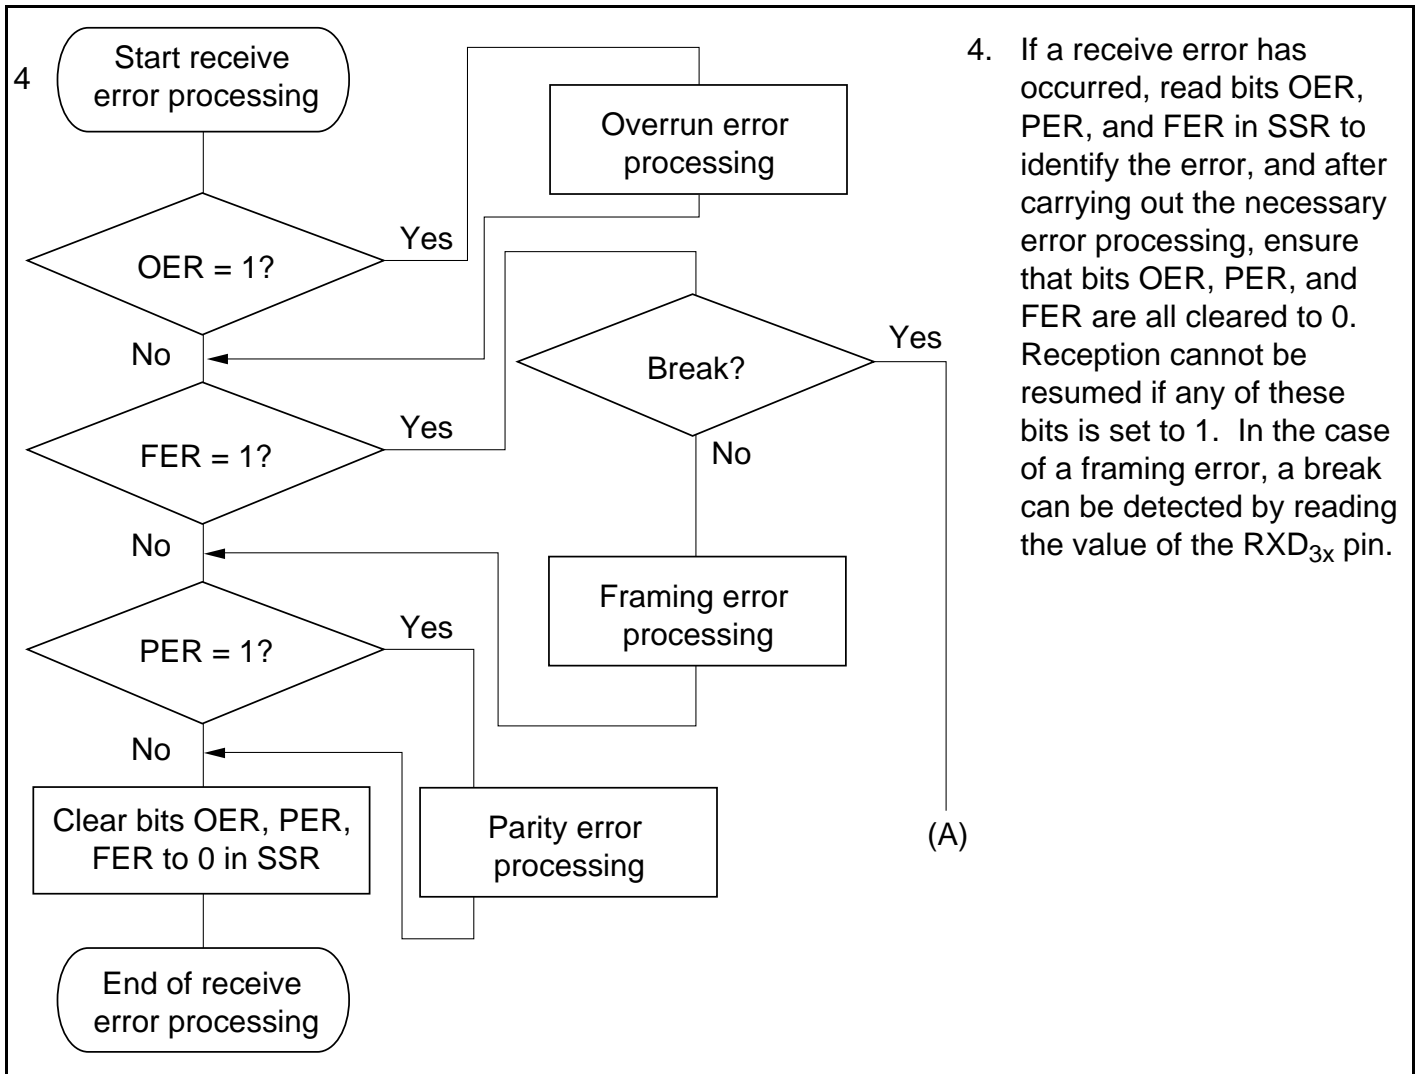 4
Start receive
error processing
Overrun error
processing
Yes
OER = 1?
No
Yes
Break?
Yes
FER = 1?
No
No
Framing error
processing
Yes
PER = 1?
No
Clear bits OER, PER,
FER to 0 in SSR
Parity error
processing
(A)
End of receive
error processing
4. If a receive error has
occurred, read bits OER,
PER, and FER in SSR to
identify the error, and after
carrying out the necessary
error processing, ensure
that bits OER, PER, and
FER are all cleared to 0.
Reception cannot be
resumed if any of these
bits is set to 1. In the case
of a framing error, a break
can be detected by reading
the value of the RXD3x pin.